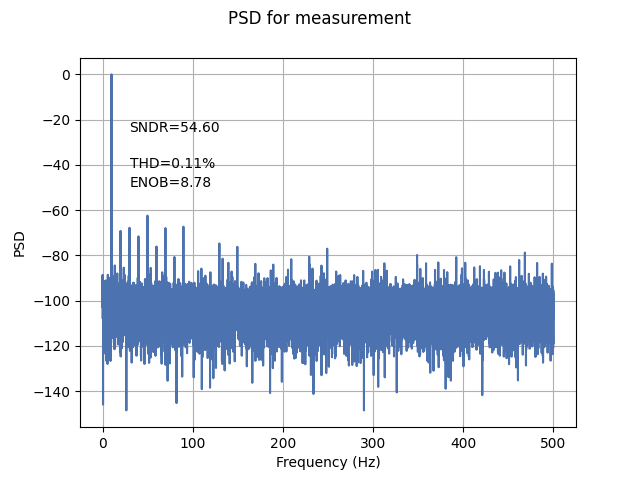 PSD for measurement
0
−20
−40
−60
−80
−100
−120
−140
PSD
SNDR=54.60
THD=0.11%
ENOB=8.78
0 100 200 300 400 500
Frequency (Hz)